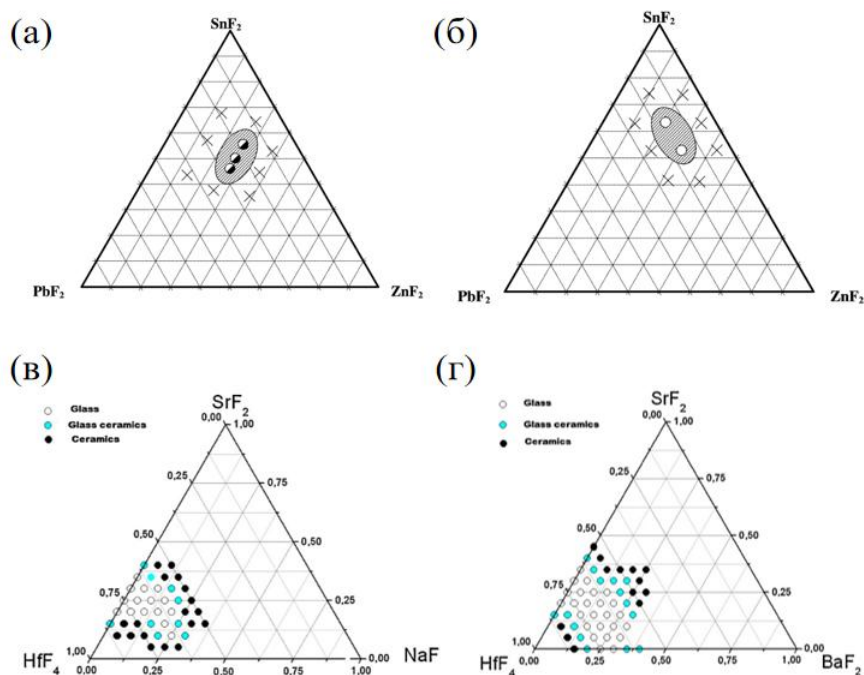 (а)
SnF2
PbF2
ZnF2
(б)
SnF2
PbF2
ZnF2
(в)
Glass
Glass ceramics
Ceramics
SrF2
0,00
1,00
0,25
0,75
0,50
0,50
0,75
0,25
1,00
0,00
HfF4
0,00
0,25
0,50
0,75
1,00
NaF
(г)
Glass
Glass ceramics
Ceramics
SrF2
0,00
1,00
0,25
0,75
0,50
0,50
0,75
0,25
1,00
0,00
HfF4
0,00
0,25
0,50
0,75
1,00
BaF2